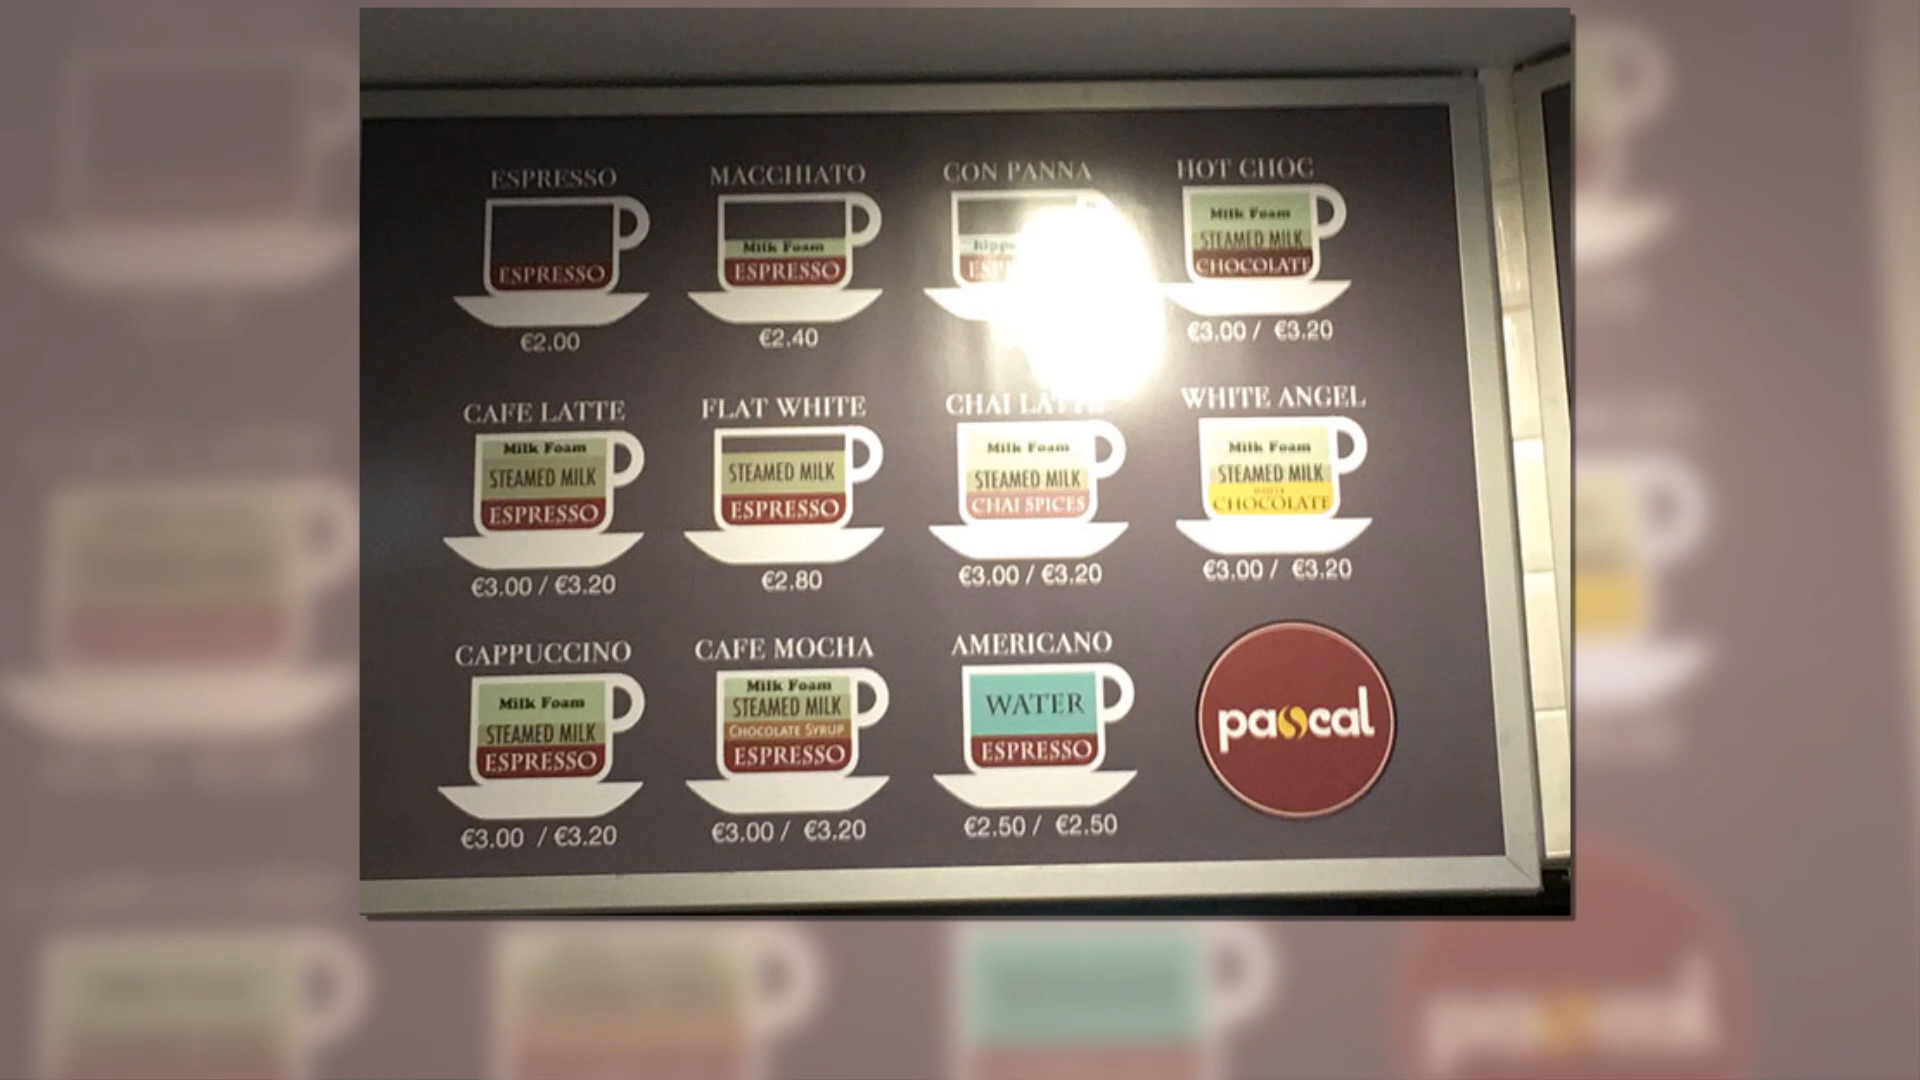 ESPRESSO
ESPRESSO
€2.00
MACCHIATO
Milk Foam
ESPRESSO
€2.40
CON PANNA
HOT CHOC
Milk Foam
STEAMED MILK
CHOCOLATE
€3.00 / €3.20
CAFE LATTE
Milk Foam
STEAMED MILK
ESPRESSO
€3.00 / €3.20
FLAT WHITE
STEAMED MILK
ESPRESSO
€2.80
CHAI LATTE
Milk Foam
STEAMED MILK
CHAI SPICES
€3.00 / €3.20
WHITE ANGEL
Milk Foam
STEAMED MILK
WHITE
CHOCOLATE
€3.00 / €3.20
CAPPUCCINO
Milk Foam
STEAMED MILK
ESPRESSO
€3.00 / €3.20
CAFE MOCHA
Milk Foam
STEAMED MILK
CHOCOLATE SYRUP
ESPRESSO
€3.00 / €3.20
AMERICANO
WATER
ESPRESSO
€2.50 / €2.50
pascal